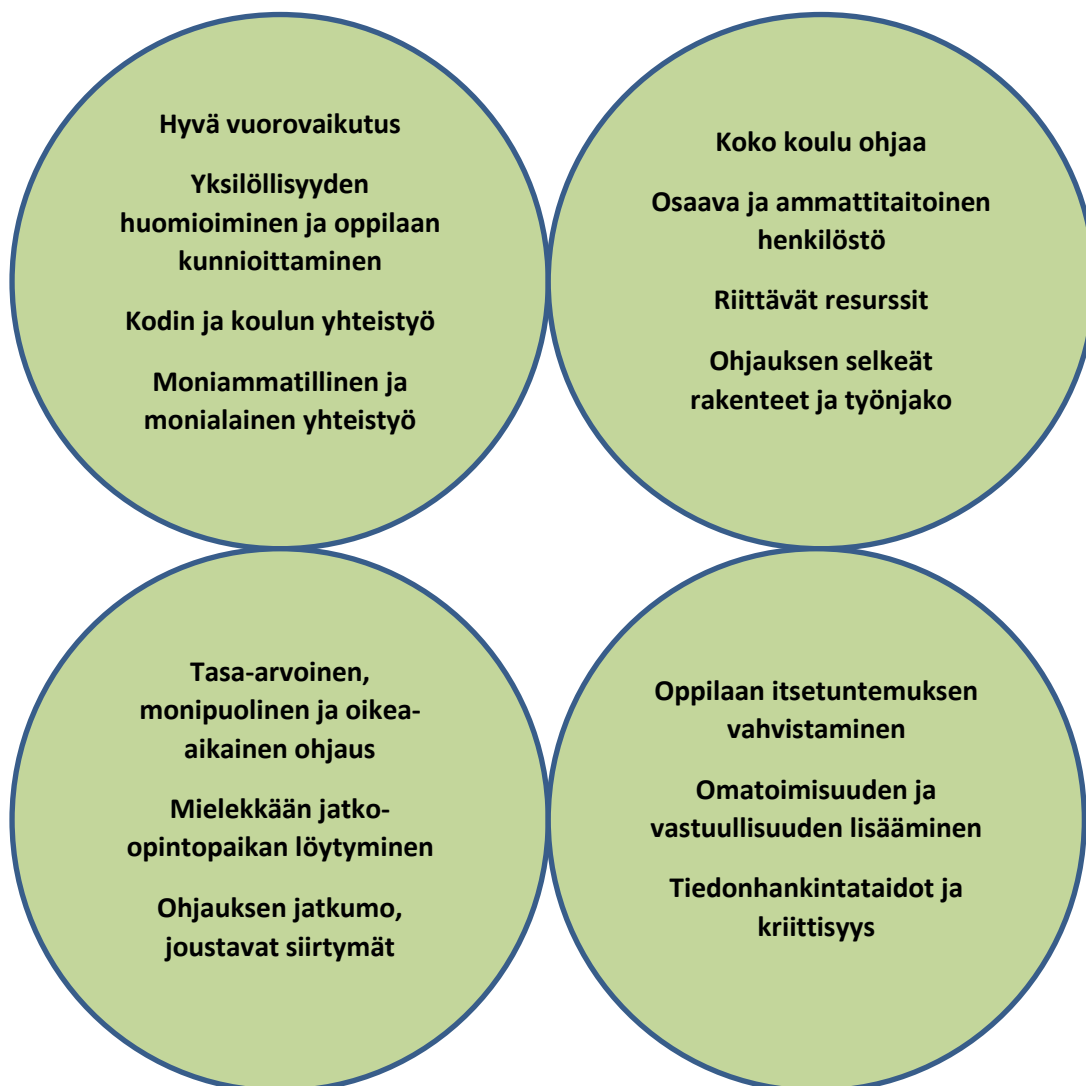 Hyvä vuorovaikutus
Yksilöllisyyden
huomioiminen ja oppilaan
kunnioittaminen
Kodin ja koulun yhteistyö
Moniammatillinen ja
monialainen yhteistyö
Koko koulu ohjaa
Osaava ja ammattitaitoinen
henkilöstö
Riittävät resurssit
Ohjauksen selkeät
rakenteet ja työnjako
Tasa-arvoinen,
monipuolinen ja oikea-
aikainen ohjaus
Mielekkään jatko-
opintopaikan löytyminen
Ohjauksen jatkumo,
joustavat siirtymät
Oppilaan itsetuntemuksen
vahvistaminen
Omatoimisuuden ja
vastuullisuuden lisääminen
Tiedonhankintataidot ja
kriittisyys